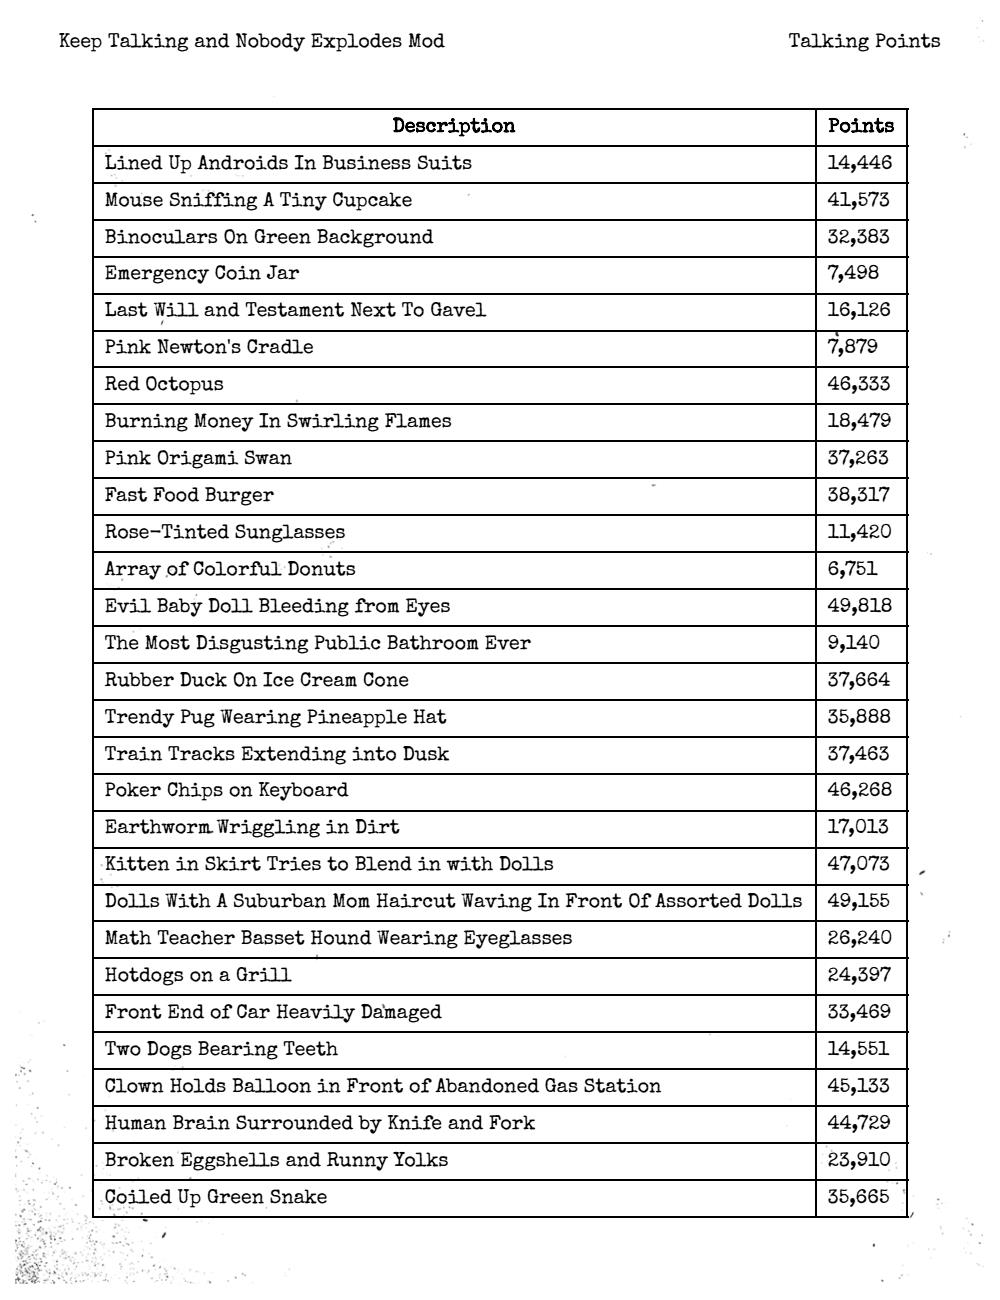 Keep Talking and Nobody Explodes Mod Talking Points
Description Points
Lined Up Androids In Business Suits 14,446
Mouse Sniffing A Tiny Cupcake 41,573
Binoculars On Green Background 32,383
Emergency Coin Jar 7,498
Last Will and Testament Next To Gavel 16,126
Pink Newton's Cradle 7,879
Red Octopus 46,333
Burning Money In Swirling Flames 18,479
Pink Origami Swan 37,263
Fast Food Burger 38,317
Rose-Tinted Sunglasses 11,420
Array of Colorful Donuts 6,751
Evil Baby Doll Bleeding from Eyes 49,818
The Most Disgusting Public Bathroom Ever 9,140
Rubber Duck On Ice Cream Cone 37,664
Trendy Pug Wearing Pineapple Hat 35,888
Train Tracks Extending into Dusk 37,463
Poker Chips on Keyboard 46,268
Earthworm Wriggling in Dirt 17,013
Kitten in Skirt Tries to Blend in with Dolls 47,073
Dolls With A Suburban Mom Haircut Waving In Front Of Assorted Dolls 49,155
Math Teacher Basset Hound Wearing Eyeglasses 26,240
Hotdogs on a Grill 24,397
Front End of Car Heavily Damaged 33,469
Two Dogs Bearing Teeth 14,551
Clown Holds Balloon in Front of Abandoned Gas Station 45,133
Human Brain Surrounded by Knife and Fork 44,729
Broken Eggshells and Runny Yolks 23,910
Coiled Up Green Snake 35,665